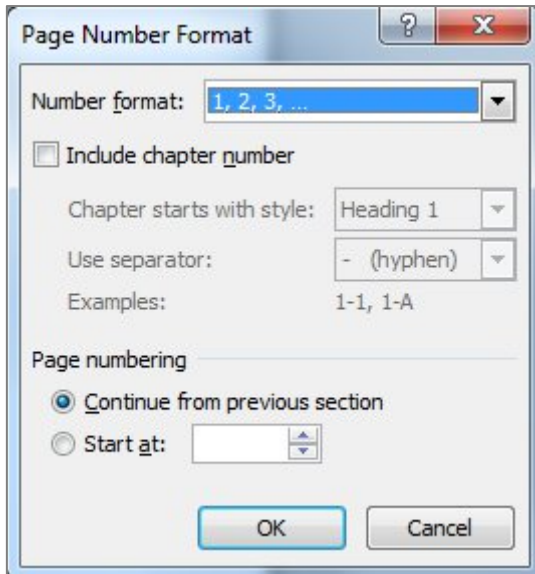 Page Number Format
Number format: 1, 2, 3, ...
Include chapter number
Chapter starts with style: Heading 1
Use separator: - (hyphen)
Examples: 1-1, 1-A
Page numbering
Continue from previous section
Start at:
OK Cancel